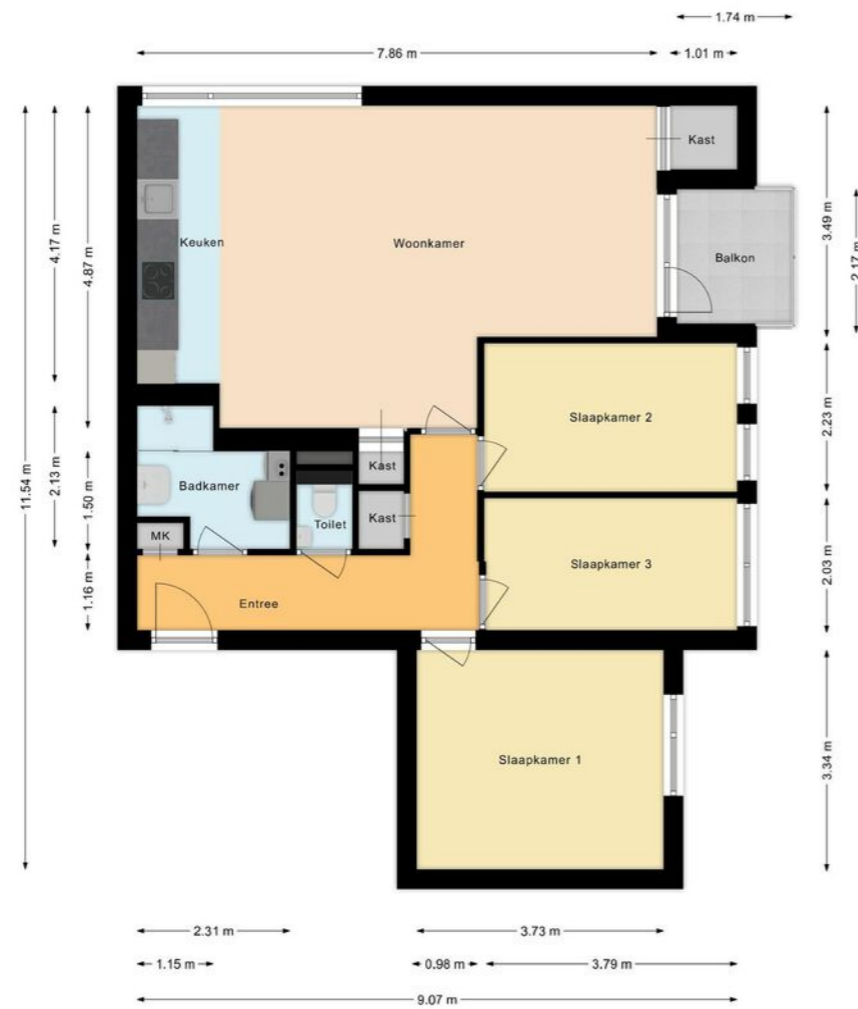 1.74 m
7.86 m
1.01 m
Kast
Keuken
Woonkamer
Balkon
4.17 m
4.87 m
3.49 m
2.17 m
11.54 m
2.13 m
1.50 m
1.16 m
Slaapkamer 2
2.23 m
Kast
Badkamer
Kast
Toilet
MK
Slaapkamer 3
2.03 m
Entree
Slaapkamer 1
3.34 m
2.31 m
3.73 m
1.15 m
0.98 m
3.79 m
9.07 m